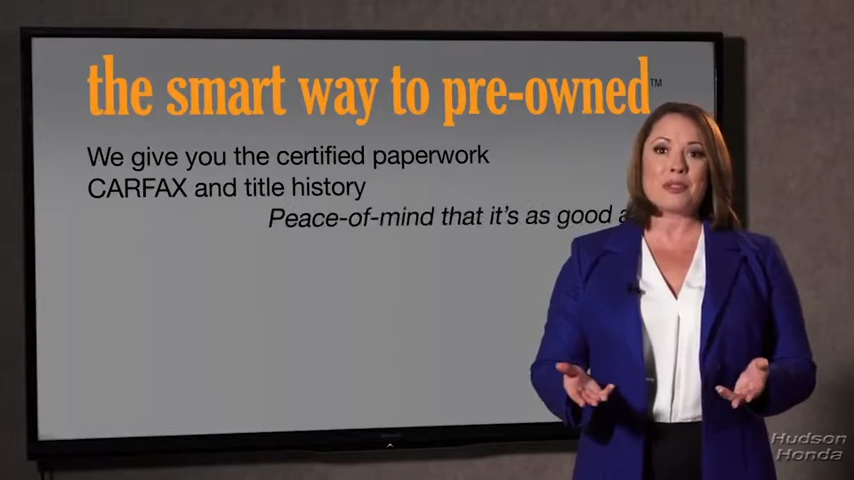 the smart way to pre-owned™
We give you the certified paperwork
CARFAX and title history
Peace-of-mind that it's as good
Hudson
Honda